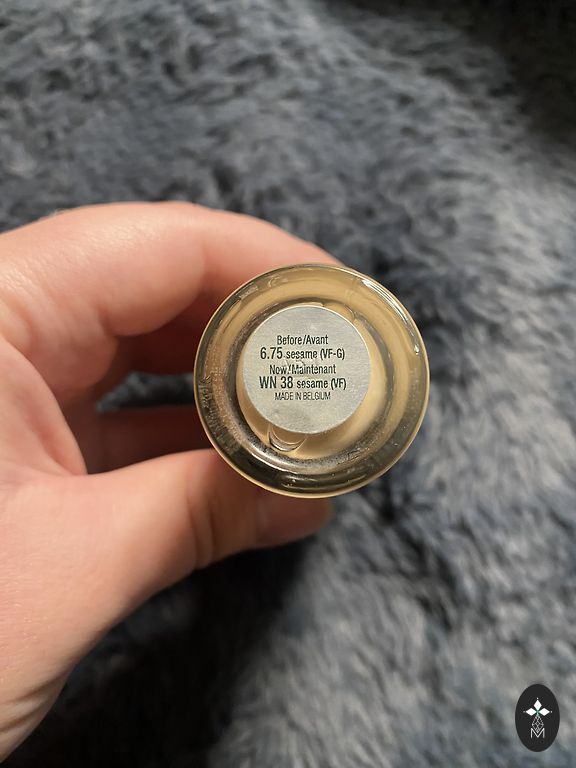 Before/Avant
6.75 sesame (VF-G)
Now/Maintenant
WN 38 sesame (VF)
MADE IN BELGIUM
M